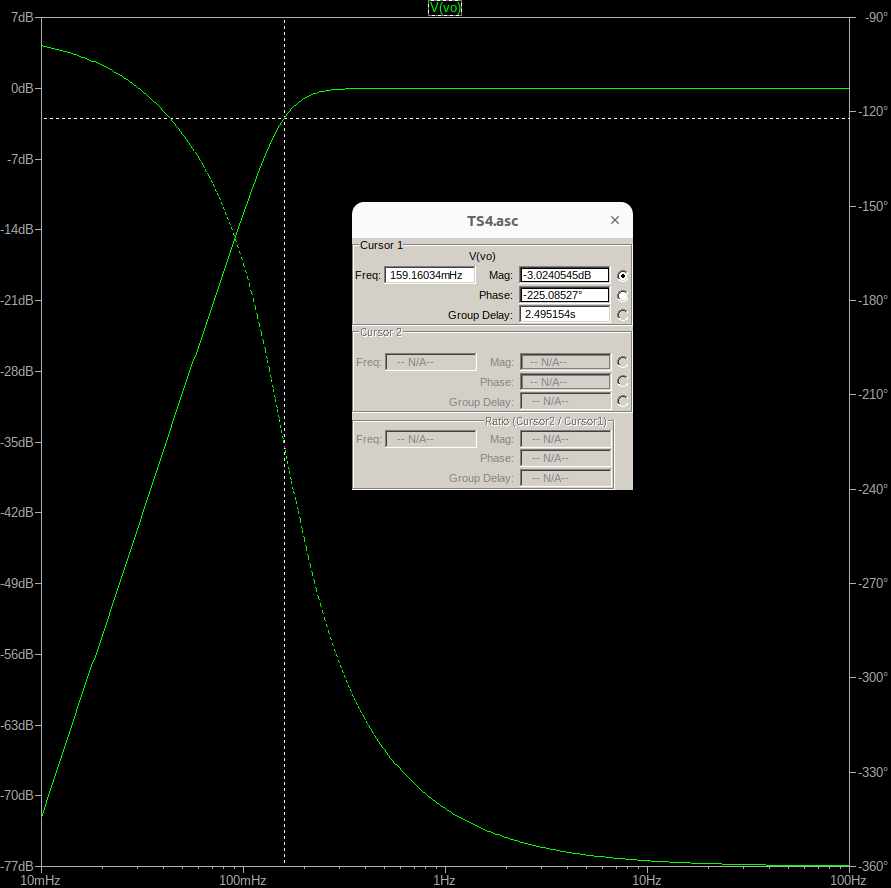 V(vo)
7dB
-90°
0dB
-120°
-7dB
-150°
-14dB
-180°
-21dB
-210°
-28dB
-240°
-35dB
-270°
-42dB
-300°
-49dB
-330°
-56dB
-360°
-63dB
-70dB
-77dB
10mHz
100mHz
1Hz
10Hz
100Hz
TS4.asc
×
Cursor 1
V(vo)
Freq: 159.16034mHz Mag: -3.0240545dB
Phase: -225.08527°
Group Delay: 2.495154s
Cursor 2
Freq: -- N/A-- Mag: -- N/A--
Phase: -- N/A--
Group Delay: -- N/A--
Ratio (Cursor2 / Cursor1)
Freq: -- N/A-- Mag: -- N/A--
Phase: -- N/A--
Group Delay: -- N/A--